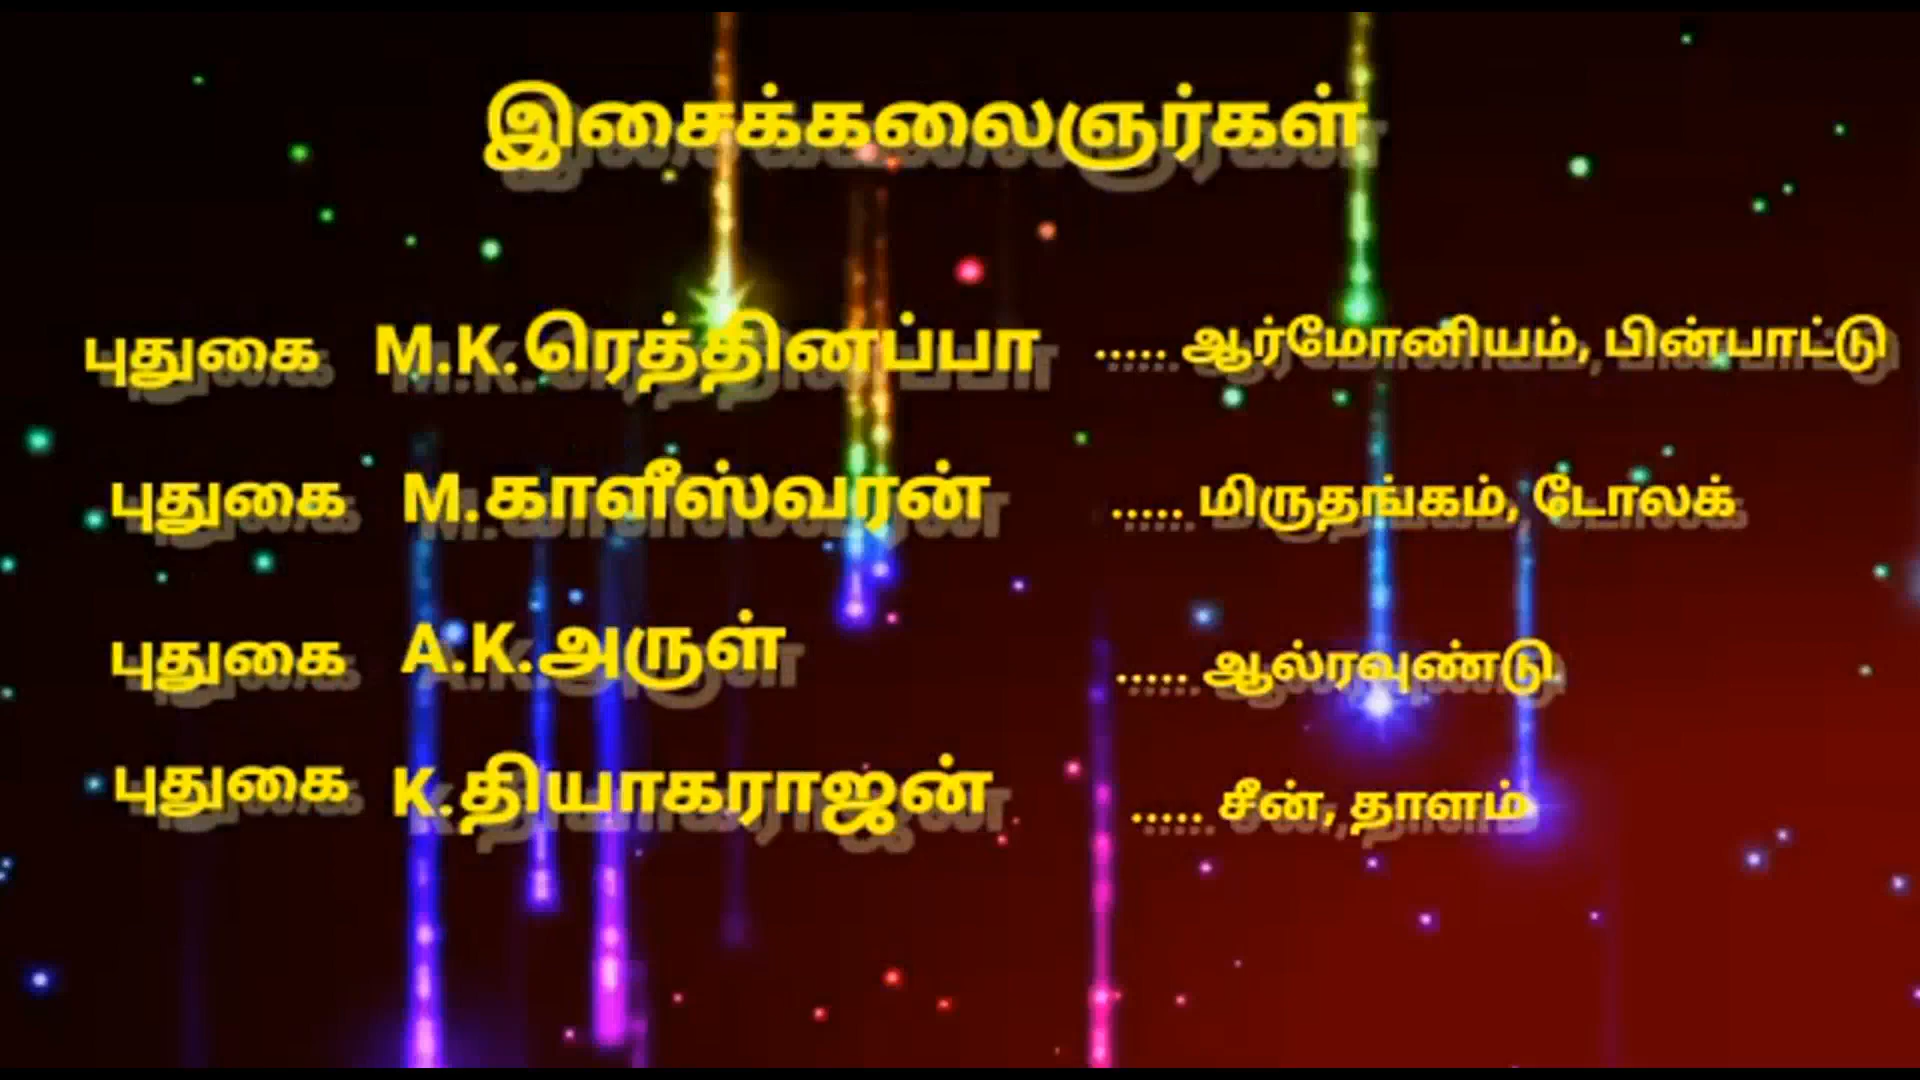 இசைக்கலைஞர்கள்
புதுகை M.K.ரெத்தினப்பா ..... ஆர்மோனியம், பின்பாட்டு
புதுகை M.காளீஸ்வரன் ..... மிருதங்கம், டோலக்
புதுகை A.K.அருள் ..... ஆல்ரவுண்டு
புதுகை K.தியாகராஜன் ..... சீன், தாளம்